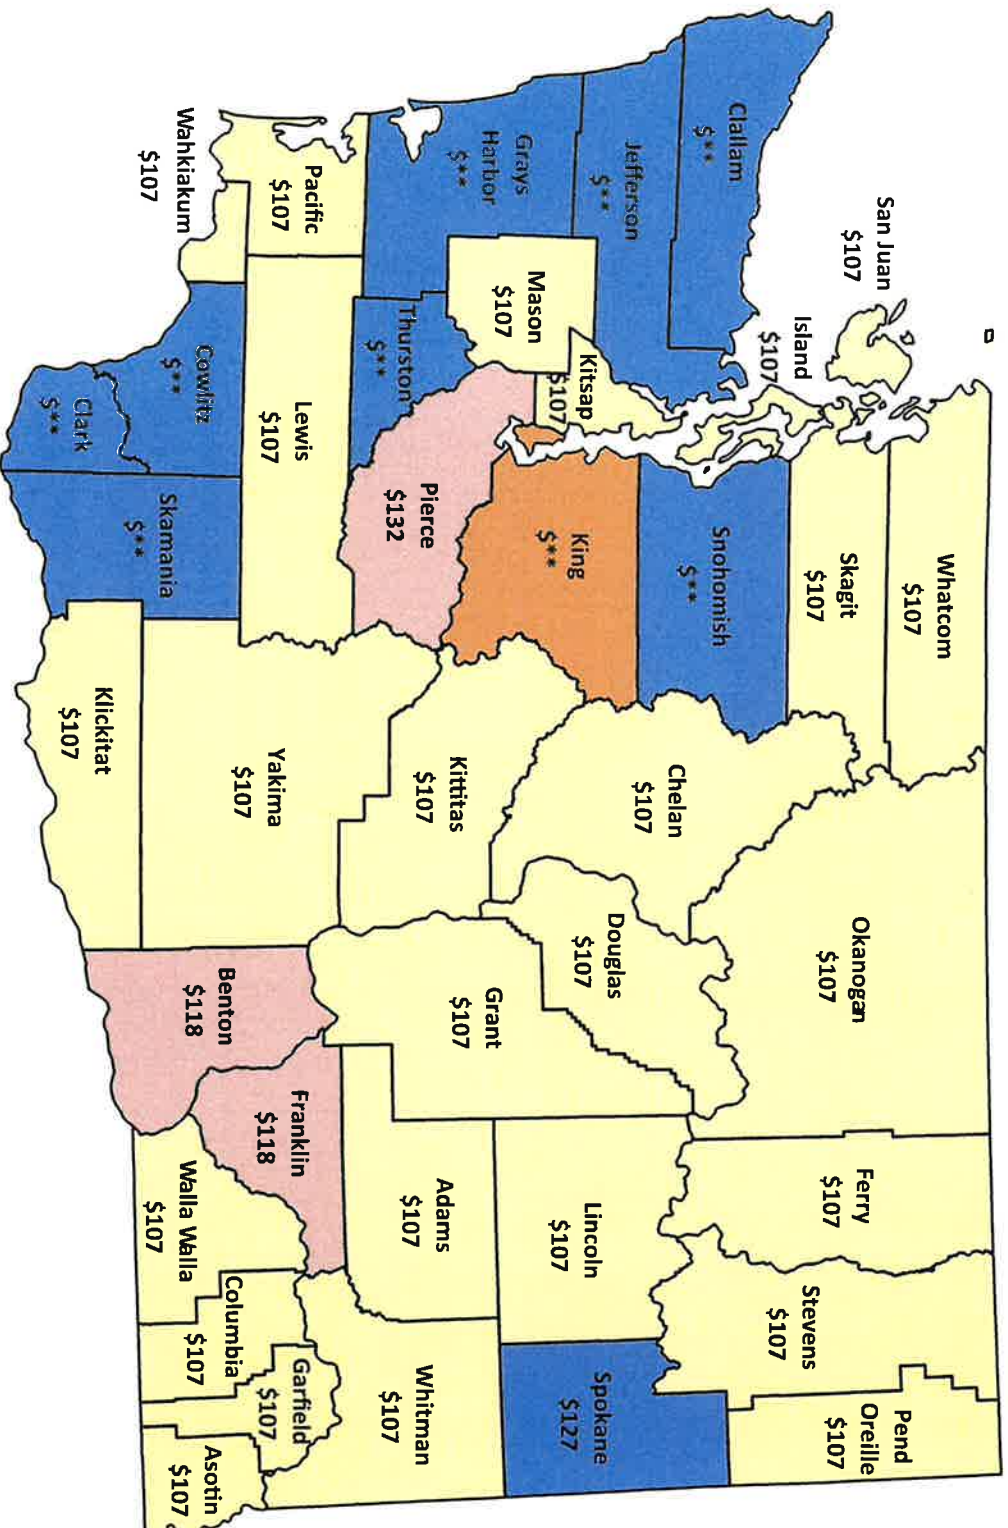 San Juan
$107
Whatcom
$107
Skagit
$107
Island
$107
Clallam
$**
Snohomish
$**
Jefferson
$**
Kitsap
$107
King
$**
Chelan
$107
Okanogan
$107
Ferry
$107
Stevens
$107
Pend
Oreille
$107
Douglas
$107
Lincoln
$107
Spokane
$127
Grays
Harbor
$**
Mason
$107
Thurston
$**
Pierce
$132
Kittitas
$107
Grant
$107
Adams
$107
Whitman
$107
Pacific
$107
Lewis
$107
Yakima
$107
Benton
$118
Franklin
$118
Walla Walla
$107
Columbia
$107
Garfield
$107
Asotin
$107
Wahkiakum
$107
Cowlitz
$**
Skamania
$**
Clark
$**
Klickitat
$107